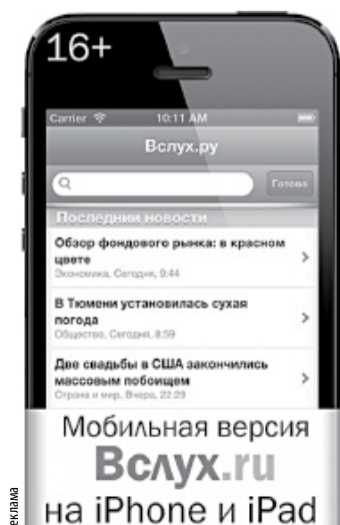 16+
Carrier 10:11 AM
Вслух.ру
Готово
Последнии новости
Обзор фондового рынка: в красном
цвете
Экономика, Сегодня, 9:44
В Тюмени установилась сухая
погода
Общество, Сегодня, 8:59
Две свадьбы в США закончились
массовым побоищем
Страна и мир, Вчера, 22:29
Мобильная версия
Вслух.ru
на iPhone и iPad